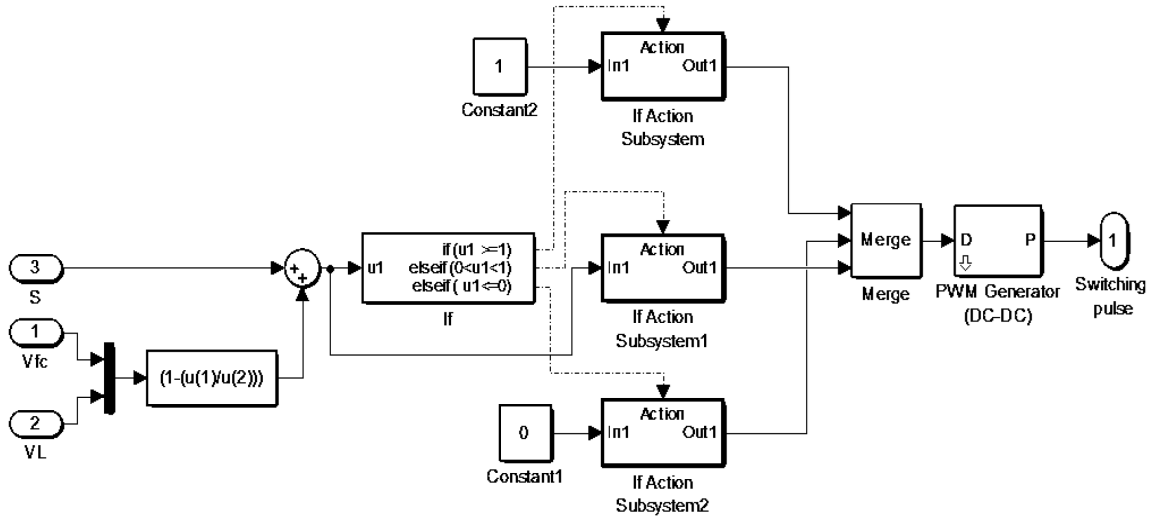 Action
In1
Out1
If Action
Subsystem
1
Constant2
3
S
1
Vfc
2
VL
(1-(u(1)/u(2)))
+
+
u1
if(u1 >=1)
elseif(0<u1<1)
elseif( u1<=0)
If
Action
In1
Out1
If Action
Subsystem1
0
Constant1
Action
In1
Out1
If Action
Subsystem2
Merge
Merge
D
P
PWM Generator
(DC-DC)
1
Switching
pulse